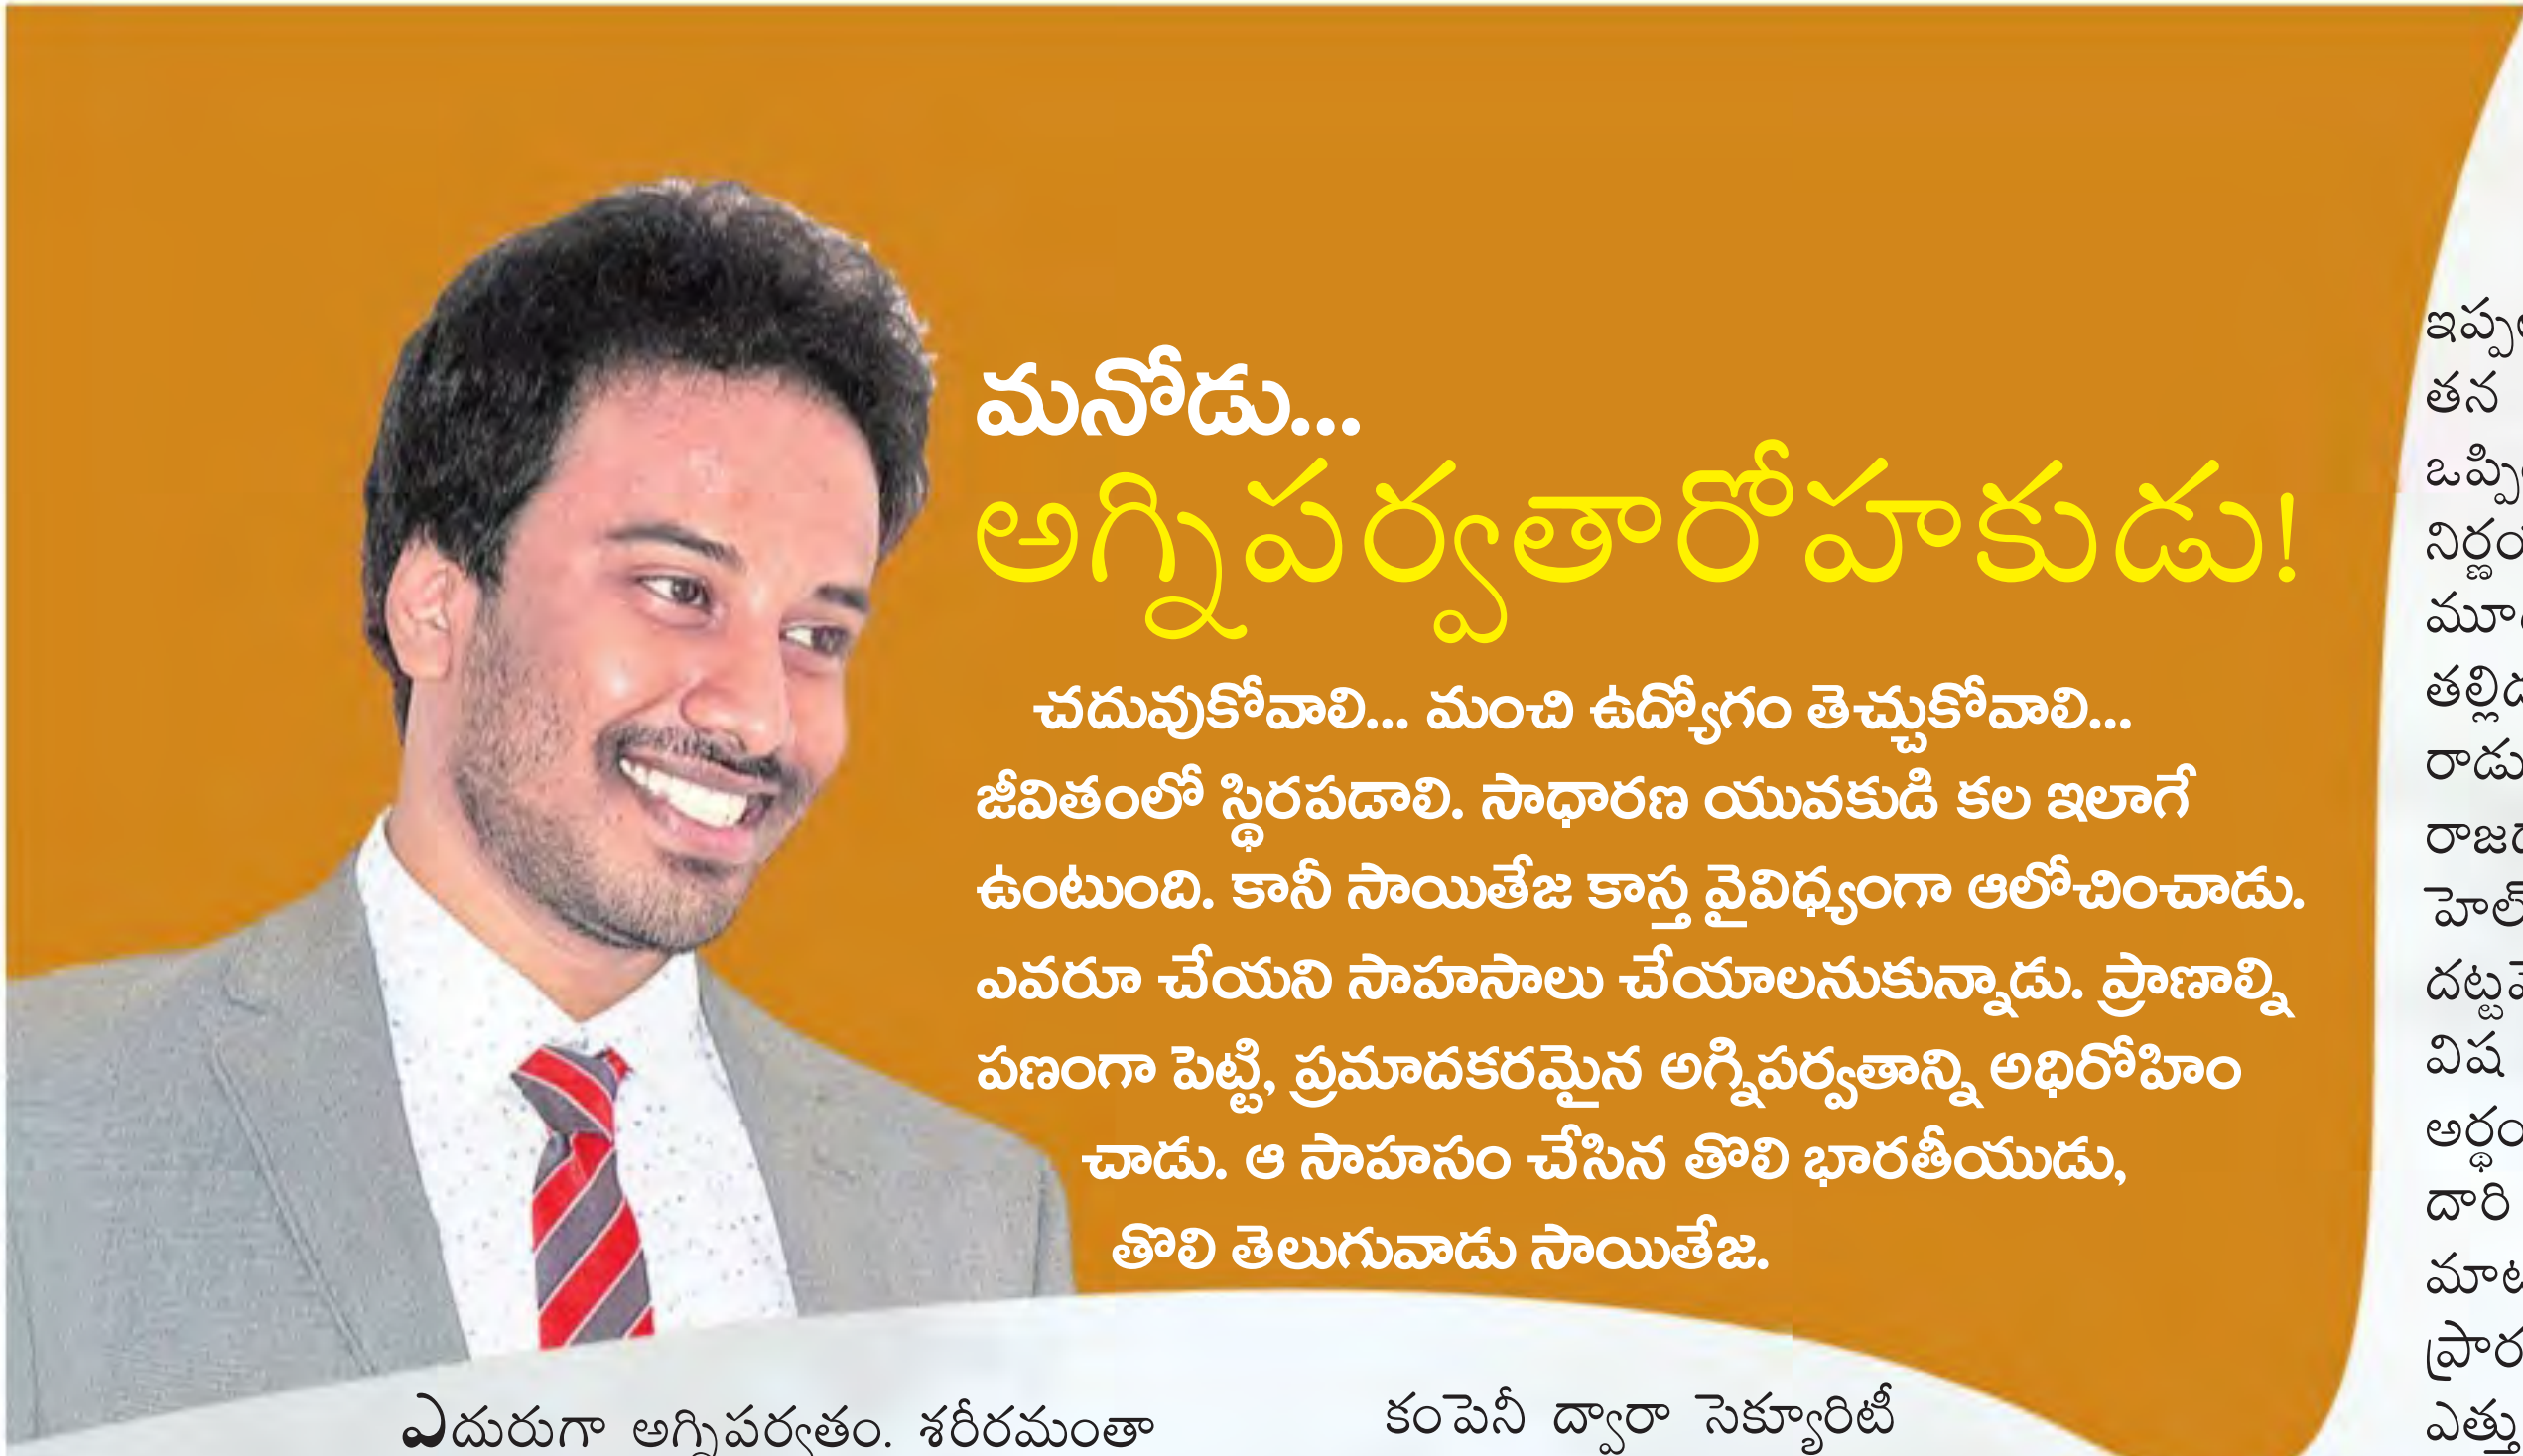 మనోడు...
అగ్నిపర్వతారోహకుడు!
చదువుకోవాలి... మంచి ఉద్యోగం తెచ్చుకోవాలి...
జీవితంలో స్థిరపడాలి. సాధారణ యువకుడి కల ఇలాగే
ఉంటుంది. కానీ సాయితేజ కాస్త వైవిధ్యంగా ఆలోచించాడు.
ఎవరూ చేయని సాహసాలు చేయాలనుకున్నాడు. ప్రాణాల్ని
పణంగా పెట్టి, ప్రమాదకరమైన అగ్నిపర్వతాన్ని అధిరోహిం
చాడు. ఆ సాహసం చేసిన తొలి భారతీయుడు,
తొలి తెలుగువాడు సాయితేజ.
ఎదురుగా అగ్నిపర్వతం. శరీరమంతా
కంపెనీ ద్వారా సెక్యూరిటీ
తన
విష
దారి